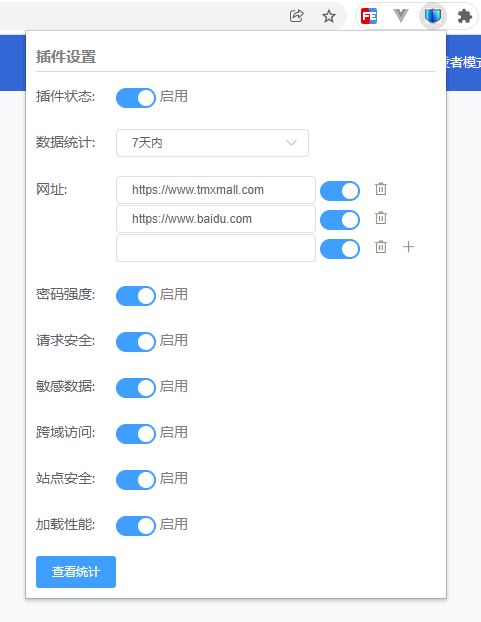 FE
者模式
插件设置
插件状态: 启用
数据统计: 7天内
网址: https://www.tmxmall.com
https://www.baidu.com
密码强度: 启用
请求安全: 启用
敏感数据: 启用
跨域访问: 启用
站点安全: 启用
加载性能: 启用
查看统计